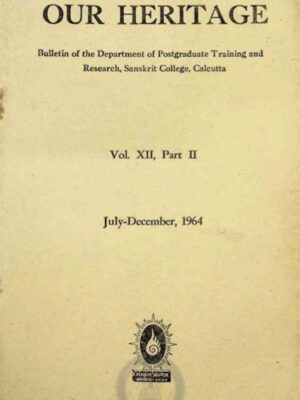 OUR HERITAGE
Bulletin of the Department of Postgraduate Training and
Research, Sanskrit College, Calcutta
Vol. XII, Part II
July-December, 1964